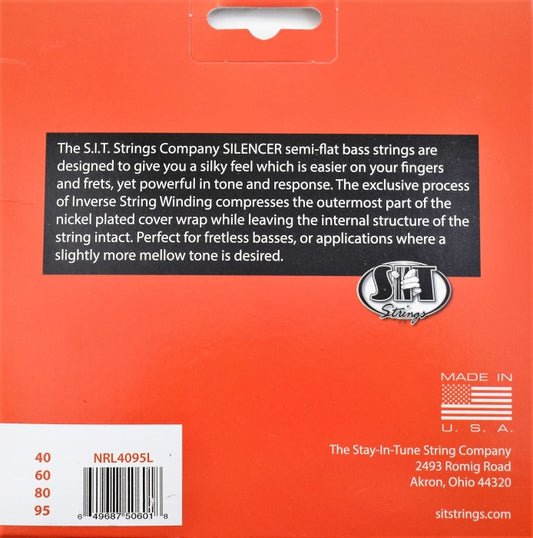 The S.I.T. Strings Company SILENCER semi-flat bass strings are
designed to give you a silky feel which is easier on your fingers
and frets, yet powerful in tone and response. The exclusive process
of Inverse String Winding compresses the outermost part of the
nickel plated cover wrap while leaving the internal structure of the
string intact. Perfect for fretless basses, or applications where a
slightly more mellow tone is desired.
SIT
Strings
MADE IN
U. S. A.
The Stay-In-Tune String Company
2493 Romig Road
Akron, Ohio 44320
sitstrings.com
40
60
80
95
NRL4095L
6 49687 50601 8